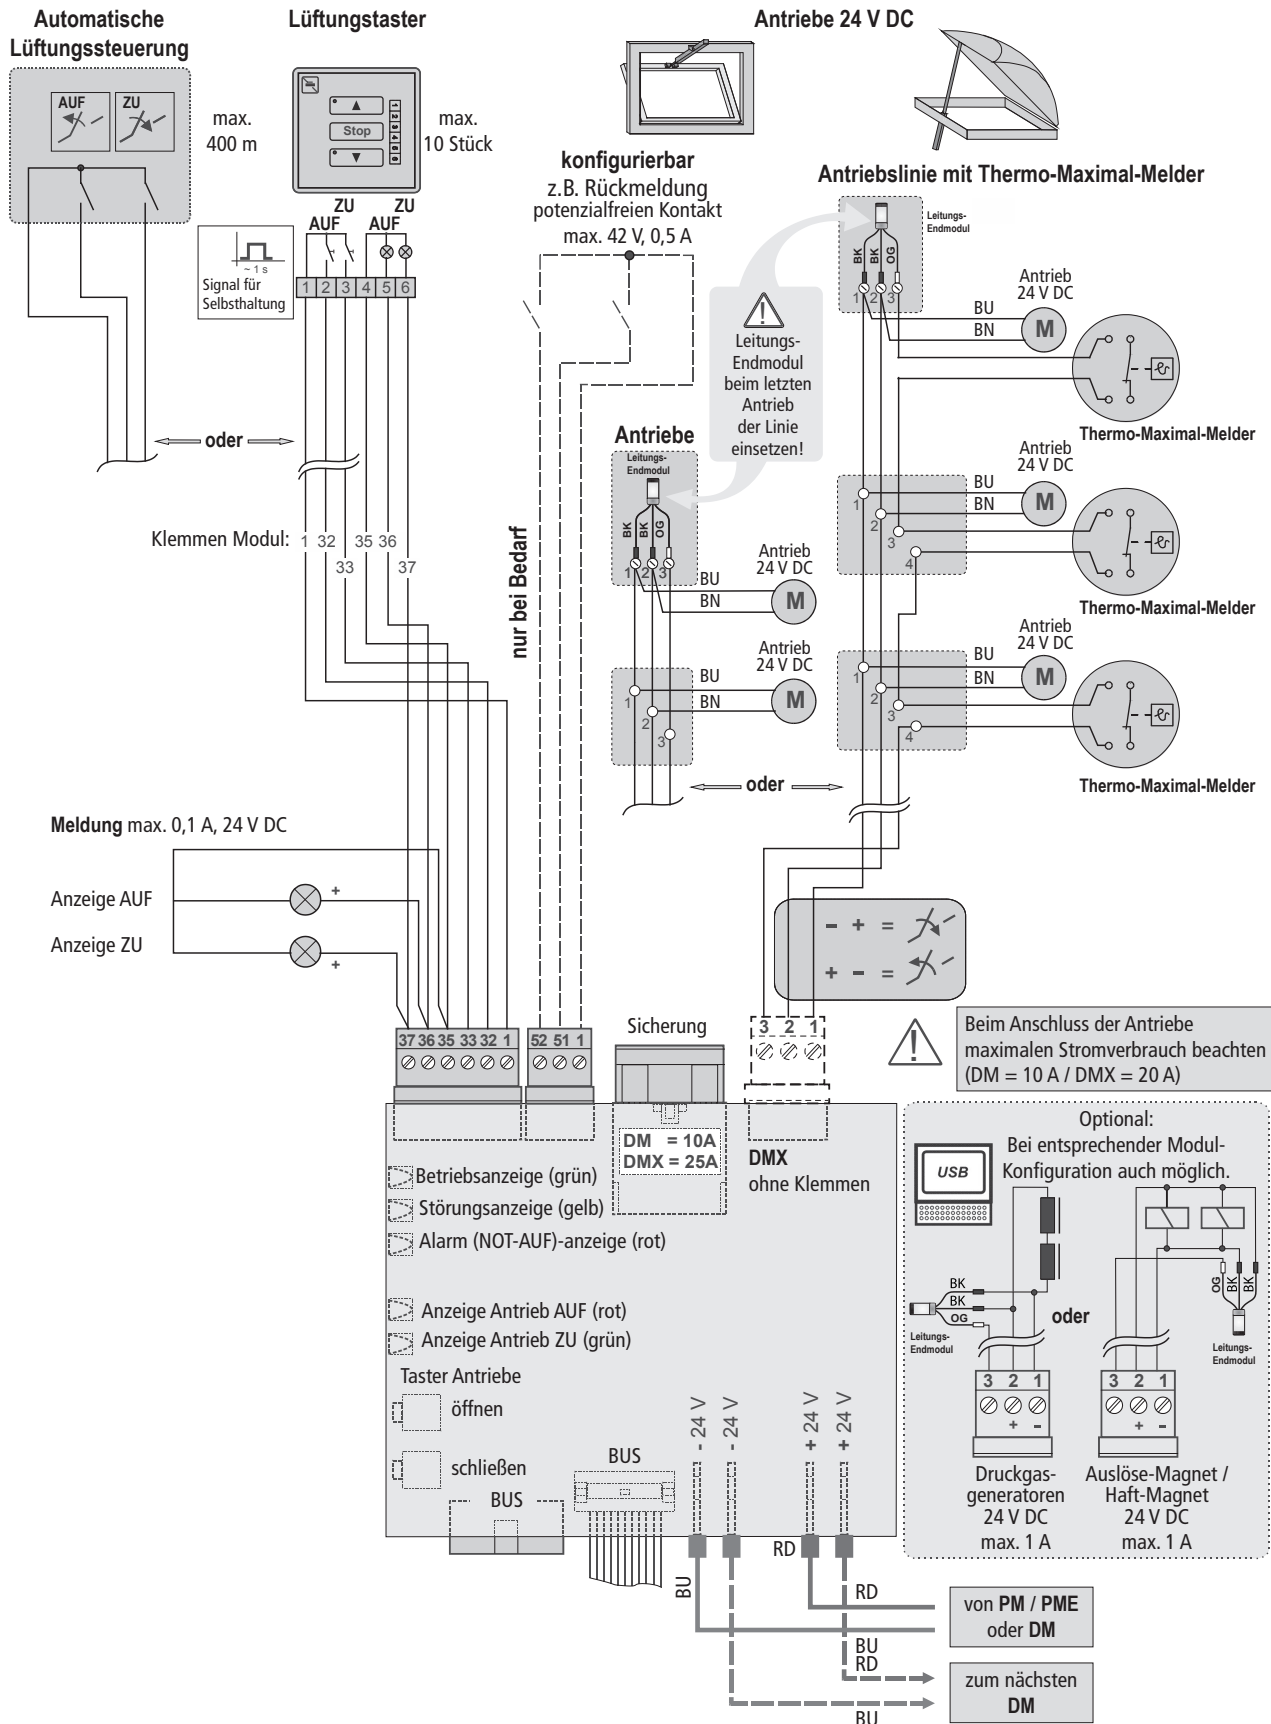 Automatische
Lüftungssteuerung
Lüftungstaster
Antriebe 24 V DC
AUF
ZU
max.
400 m
Stop
1
2
3
4
5
6
max.
10 Stück
konfigurierbar
z.B. Rückmeldung
potenzialfreien Kontakt
max. 42 V, 0,5 A
Antriebslinie mit Thermo-Maximal-Melder
Leitungs-
Endmodul
BK
BK
OG
1 2 3
Antrieb
24 V DC
BU
BN
M
Thermo-Maximal-Melder
ZU ZU
AUF AUF
~ 1 s
Signal für
Selbsthaltung
1 2 3 4 5 6
Leitungs-
Endmodul
beim letzten
Antrieb
der Linie
einsetzen!
oder
Antriebe
Leitungs-
Endmodul
BK
BK
OG
1 2 3
Antrieb
24 V DC
BU
BN
M
Antrieb
24 V DC
BU
BN
M
1
2
3
Antrieb
24 V DC
BU
BN
M
1
2
3
4
Thermo-Maximal-Melder
Antrieb
24 V DC
BU
BN
M
1
2
3
4
Thermo-Maximal-Melder
Klemmen Modul: 1 32 35 36
33 37
nur bei Bedarf
oder
Meldung max. 0,1 A, 24 V DC
Anzeige AUF
+
Anzeige ZU
+
- + =
+ - =
37 36 35 33 32 1
52 51 1
Sicherung
3 2 1
Beim Anschluss der Antriebe
maximalen Stromverbrauch beachten
(DM = 10 A / DMX = 20 A)
DM = 10A
DMX = 25A
DMX
ohne Klemmen
Betriebsanzeige (grün)
Störungsanzeige (gelb)
Alarm (NOT-AUF)-anzeige (rot)
Anzeige Antrieb AUF (rot)
Anzeige Antrieb ZU (grün)
Taster Antriebe
öffnen
schließen
BUS
BUS
- 24 V
- 24 V
+ 24 V
+ 24 V
Optional:
Bei entsprechender Modul-
Konfiguration auch möglich.
USB
BK
BK
OG
Leitungs-
Endmodul
oder
OG
BK
BK
Leitungs-
Endmodul
3 2 1
+ -
3 2 1
+ -
Druckgas-
generatoren
24 V DC
max. 1 A
Auslöse-Magnet /
Haft-Magnet
24 V DC
max. 1 A
BU
RD
RD
BU
RD
BU
von PM / PME
oder DM
zum nächsten
DM